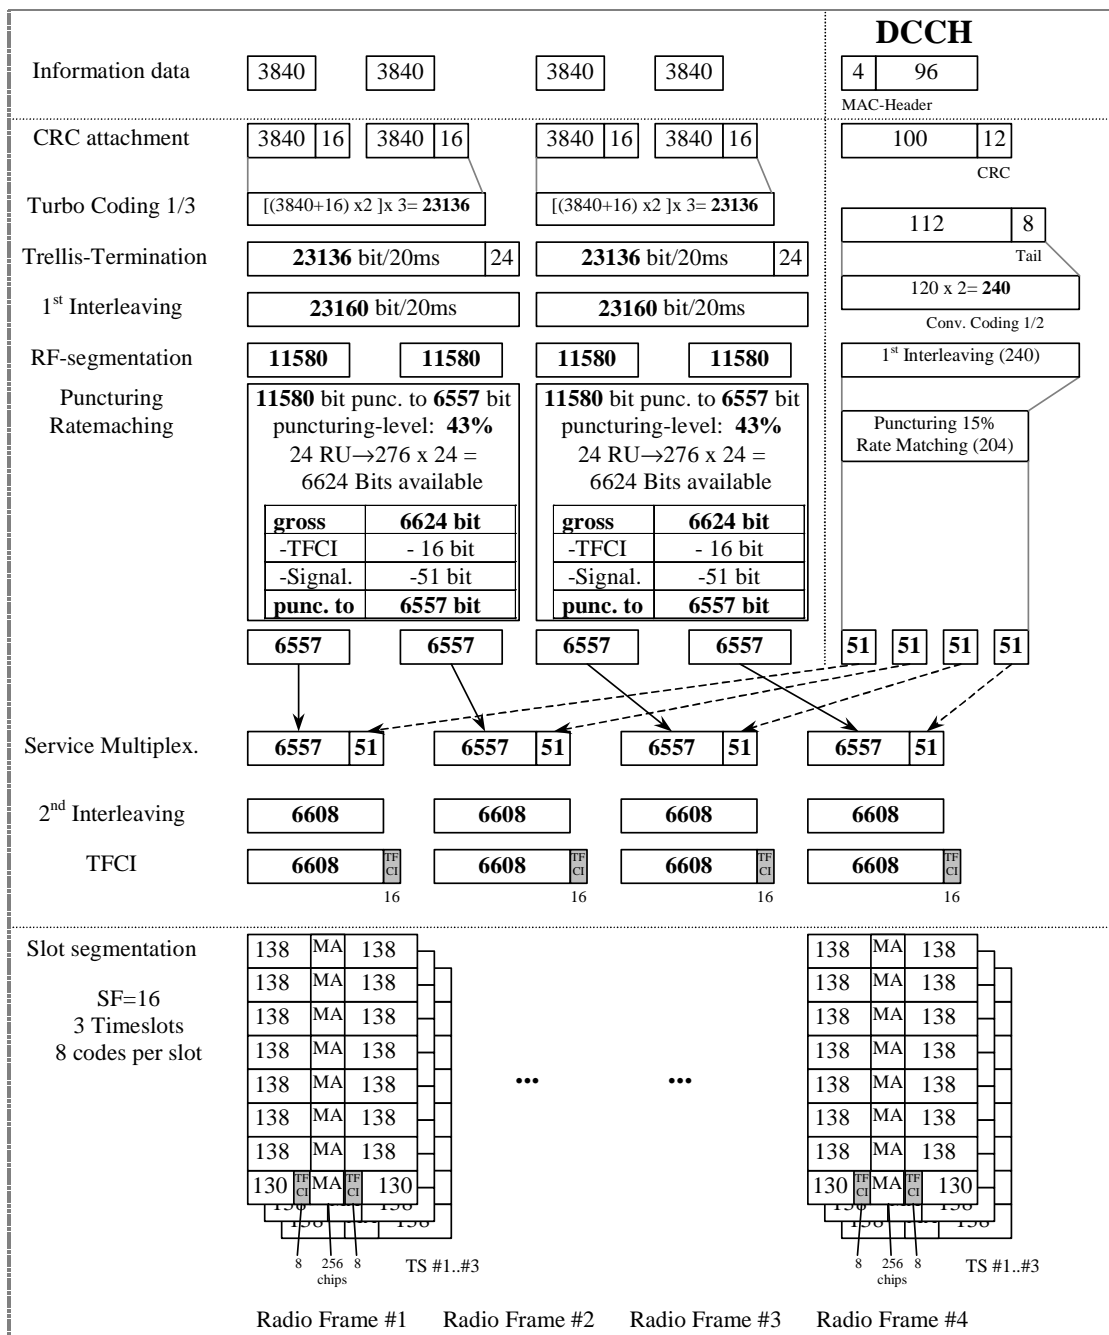 DCCH
Information data 3840 3840 3840 3840 4 96
MAC-Header
CRC attachment 3840 16 3840 16 3840 16 3840 16 100 12
CRC
Turbo Coding 1/3 [(3840+16) x2 ]x 3= 23136 [(3840+16) x2 ]x 3= 23136
112 8
Tail
Trellis-Termination 23136 bit/20ms 24 23136 bit/20ms 24
120 x 2= 240
Conv. Coding 1/2
1st Interleaving 23160 bit/20ms 23160 bit/20ms
RF-segmentation 11580 11580 11580 11580 1st Interleaving (240)
Puncturing
Ratemaching
11580 bit punc. to 6557 bit
puncturing-level: 43%
24 RU→276 x 24 =
6624 Bits available
gross 6624 bit
-TFCI - 16 bit
-Signal. -51 bit
punc. to 6557 bit
11580 bit punc. to 6557 bit
puncturing-level: 43%
24 RU→276 x 24 =
6624 Bits available
gross 6624 bit
-TFCI - 16 bit
-Signal. -51 bit
punc. to 6557 bit
Puncturing 15%
Rate Matching (204)
6557 6557 6557 6557 51 51 51 51
Service Multiplex. 6557 51 6557 51 6557 51 6557 51
2nd Interleaving 6608 6608 6608 6608
TFCI 6608 TF CI 6608 TF CI 6608 TF CI 6608 TF CI
16 16 16 16
Slot segmentation 138 MA 138 138 MA 138
SF=16
3 Timeslots
8 codes per slot
138 MA 138 138 MA 138
138 MA 138 138 MA 138
138 MA 138 138 MA 138
138 MA 138 ... ... 138 MA 138
138 MA 138 138 MA 138
138 MA 138 138 MA 138
130 TF CI MA TF CI 130 130 TF CI MA TF CI 130
138 138 138 138
138 138 138 138
8 256 chips 8 TS #1..#3 8 256 chips 8 TS #1..#3
Radio Frame #1 Radio Frame #2 Radio Frame #3 Radio Frame #4